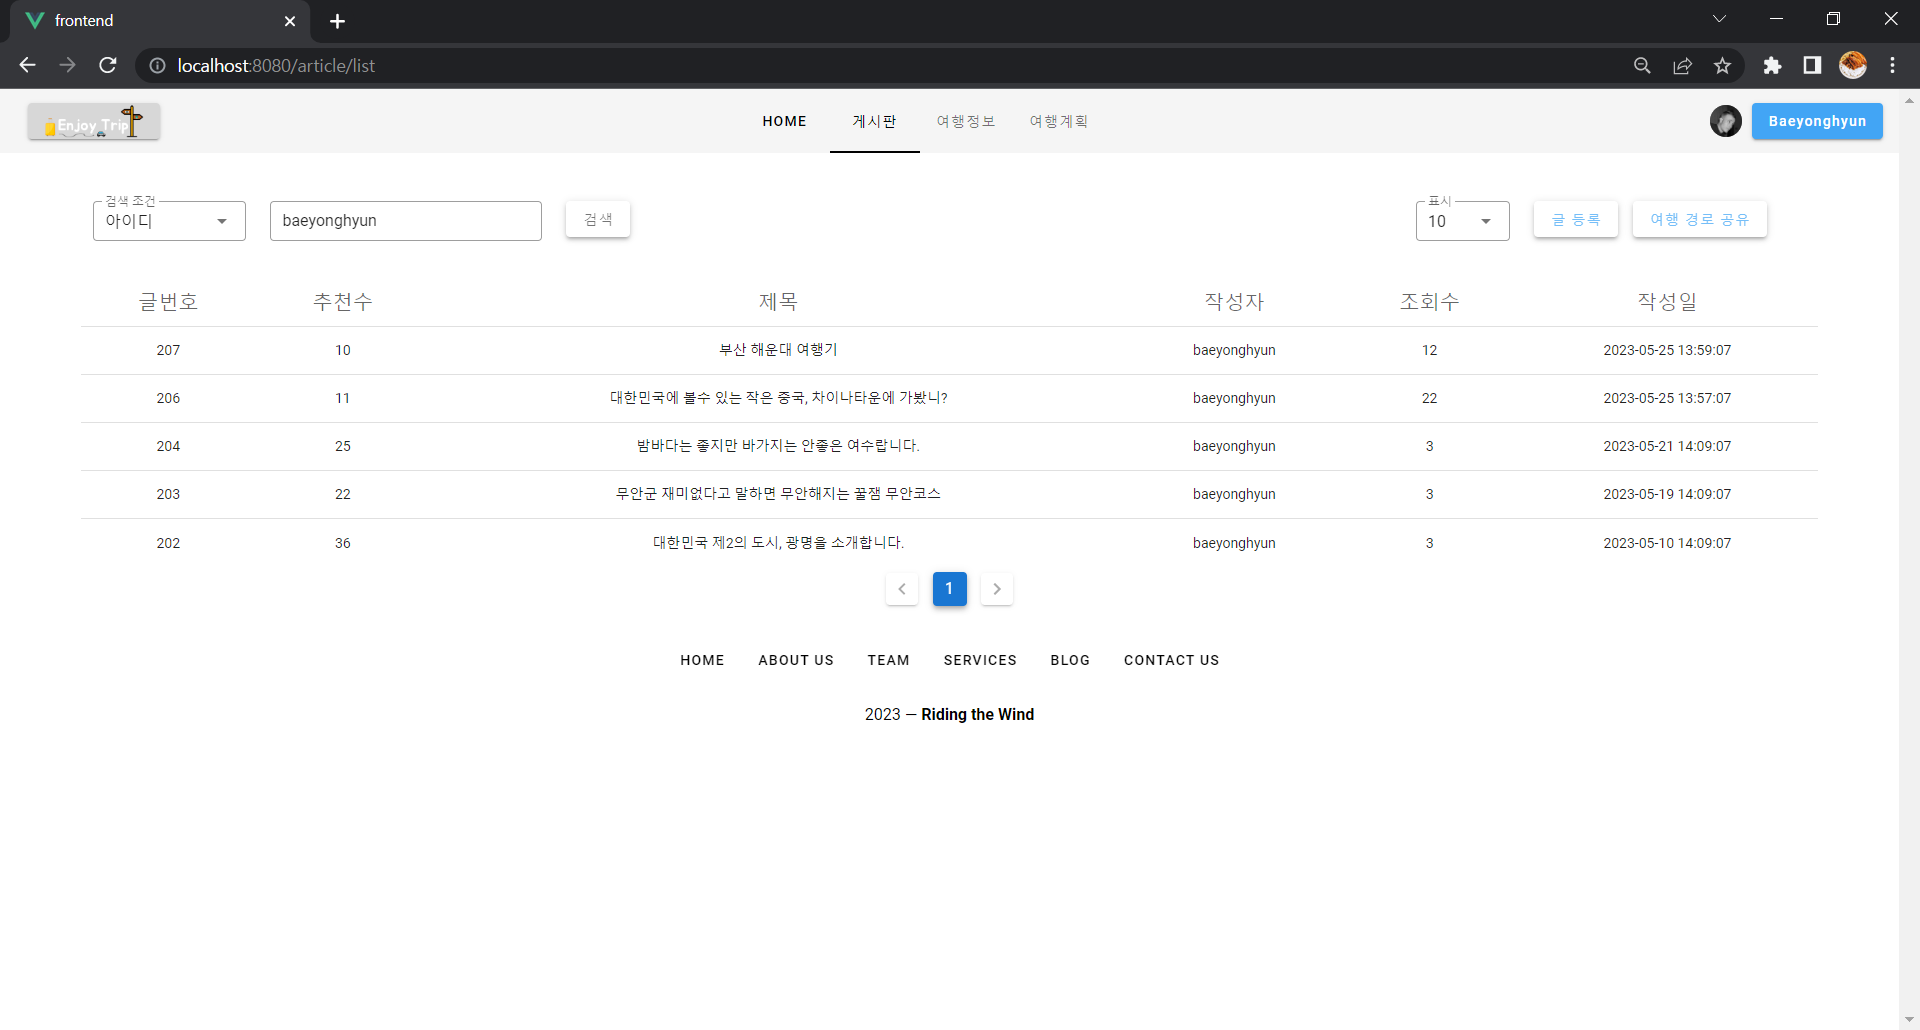 frontend
localhost:8080/article/list
Enjoy Trip
HOME 게시판 여행정보 여행계획
Baeyonghyun
검색 조건
아이디
baeyonghyun
검색
표시
10
글 등록
여행 경로 공유
글번호 추천수 제목 작성자 조회수 작성일
207 10 부산 해운대 여행기 baeyonghyun 12 2023-05-25 13:59:07
206 11 대한민국에 볼수 있는 작은 중국, 차이나타운에 가봤니? baeyonghyun 22 2023-05-25 13:57:07
204 25 밤바다는 좋지만 바가지는 안좋은 여수랍니다. baeyonghyun 3 2023-05-21 14:09:07
203 22 무안군 재미없다고 말하면 무안해지는 꿀잼 무안코스 baeyonghyun 3 2023-05-19 14:09:07
202 36 대한민국 제2의 도시, 광명을 소개합니다. baeyonghyun 3 2023-05-10 14:09:07
1
HOME ABOUT US TEAM SERVICES BLOG CONTACT US
2023 — Riding the Wind